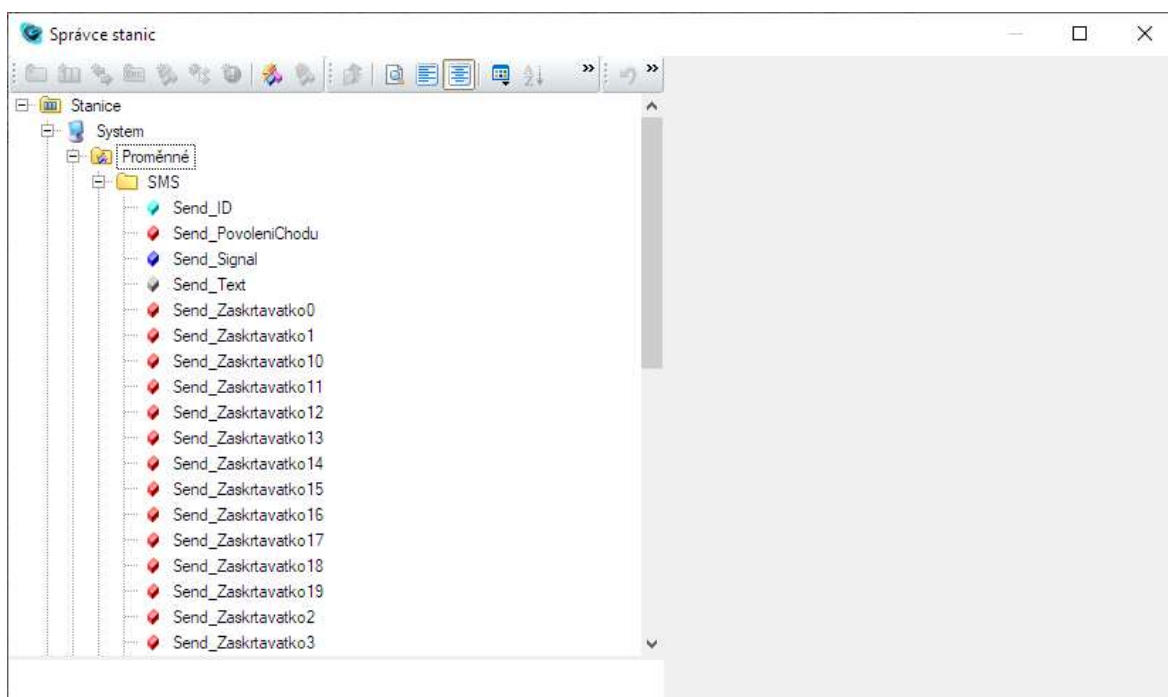 Správce stanic
Stanice
System
Proměnné
SMS
Send_ID
Send_PovoleniChodu
Send_Signal
Send_Text
Send_Zaskrtavatko0
Send_Zaskrtavatko1
Send_Zaskrtavatko10
Send_Zaskrtavatko11
Send_Zaskrtavatko12
Send_Zaskrtavatko13
Send_Zaskrtavatko14
Send_Zaskrtavatko15
Send_Zaskrtavatko16
Send_Zaskrtavatko17
Send_Zaskrtavatko18
Send_Zaskrtavatko19
Send_Zaskrtavatko2
Send_Zaskrtavatko3